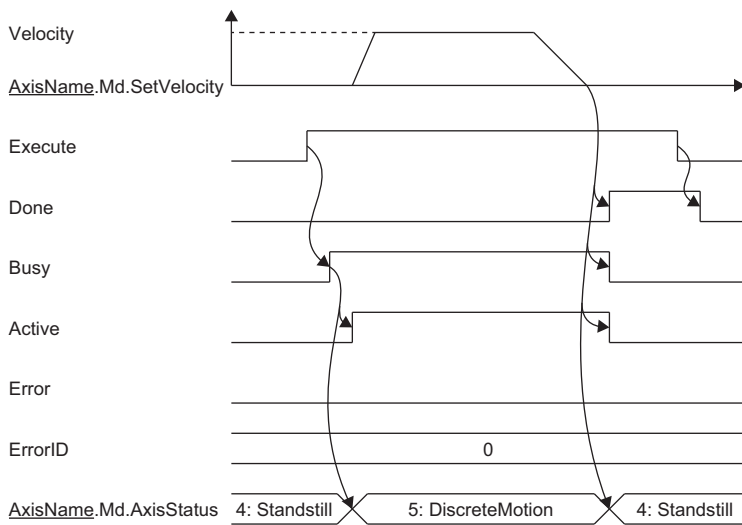 Velocity
AxisName.Md.SetVelocity
Execute
Done
Busy
Active
Error
ErrorID
0
AxisName.Md.AxisStatus
4: Standstill
5: DiscreteMotion
4: Standstill